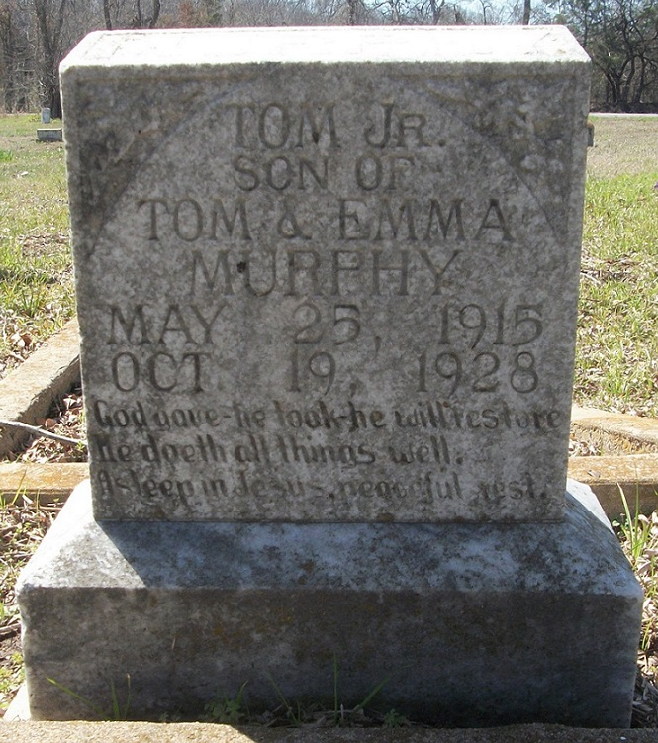 TOM JR.
SON OF
TOM & EMMA
MURPHY
MAY 25, 1915
OCT 19, 1928
God gave-he took-he will restore
He doeth all things well.
Asleep in Jesus, peaceful rest.